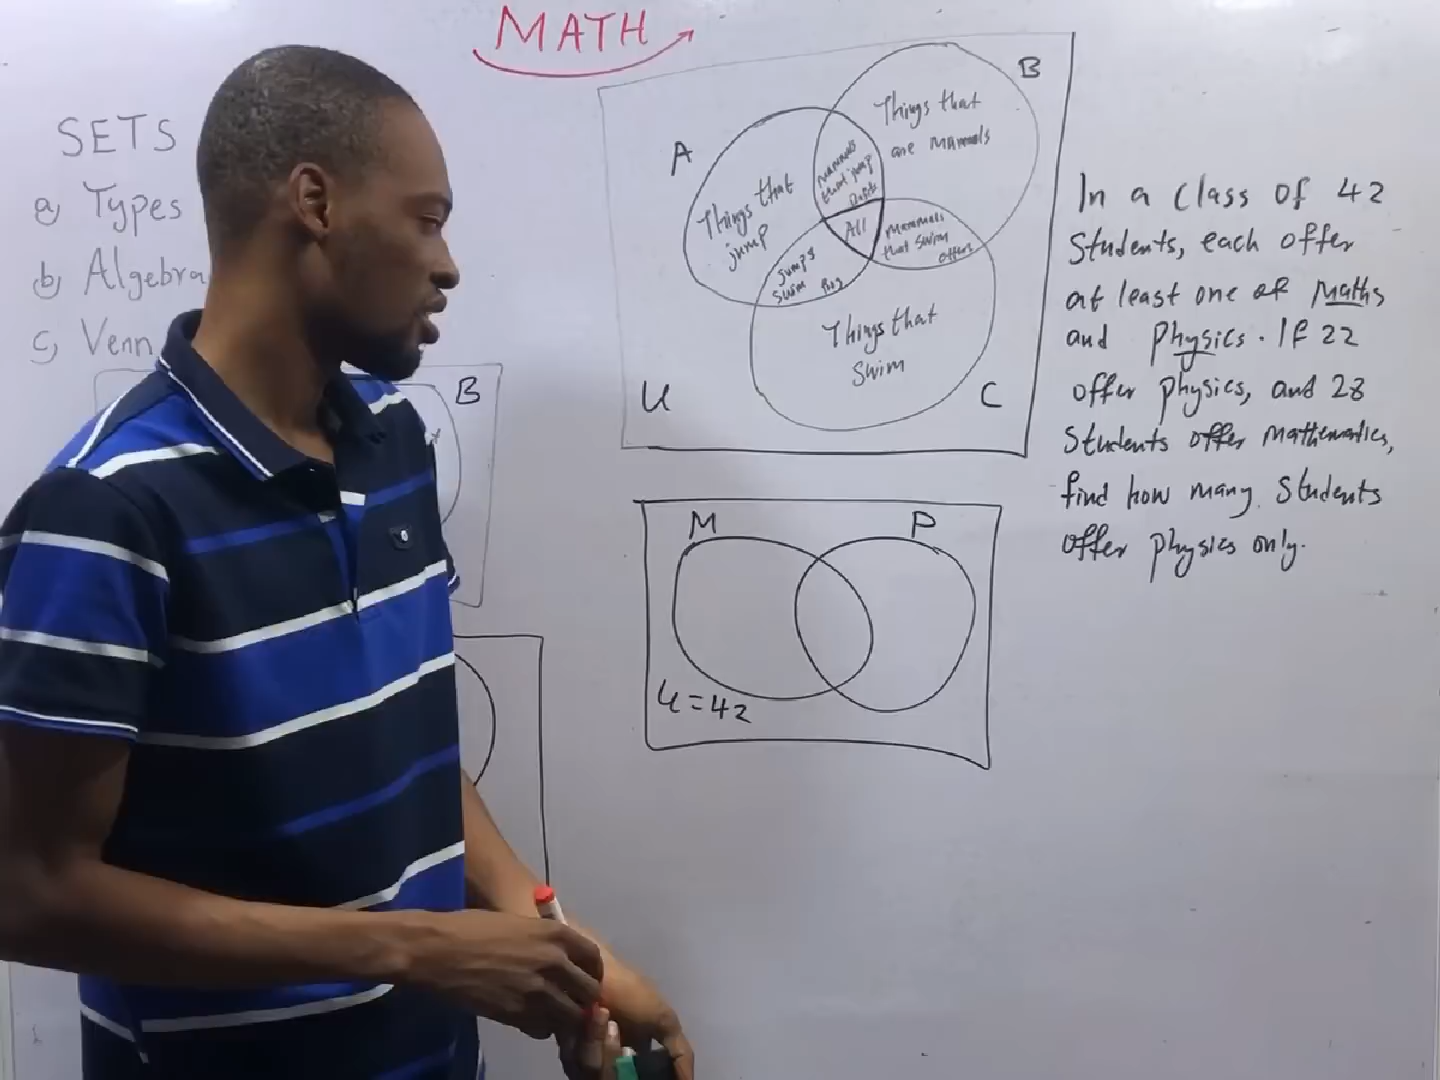 MATH
SETS
a) Types
b) Algebra
c) Venn
B
A
B
C
U
Things that
are Mammals
Things that
jump
mammals
that jump
Dogs
All
Mammals
that swim
otters
Jumps
Swim
Things that
Swim
In a class of 42
Students, each offer
at least one of Maths
and physics. If 22
offer physics, and 28
Students offer mathematics,
find how many students
offer physics only.
M
P
U=42